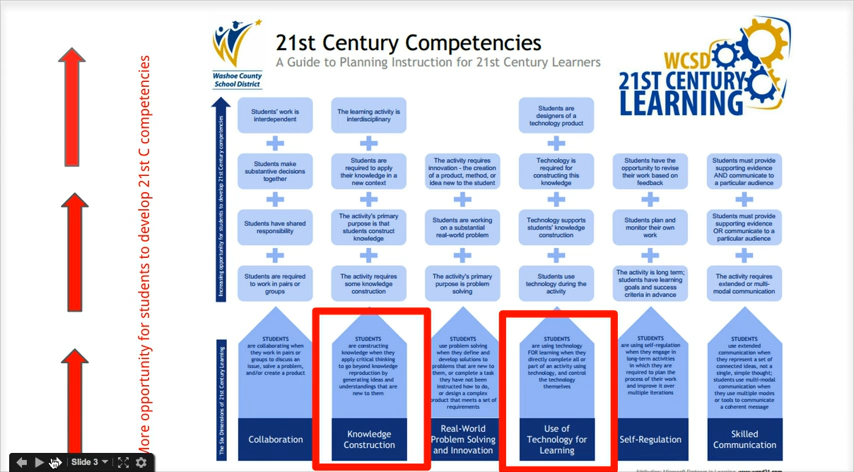 Washoe County
School District
21st Century Competencies
A Guide to Planning Instruction for 21st Century Learners
WCSD
21ST CENTURY
LEARNING
More opportunity for students to develop 21st C competencies
Increasing opportunity for students to develop 21st Century competencies
Students' work is
interdependent
Students make
substantive decisions
together
Students have shared
responsibility
Students are required
to work in pairs or
groups
The learning activity is
interdisciplinary
Students are
required to apply
their knowledge in a
new context
The activity's primary
purpose is that
students construct
knowledge
The activity requires
some knowledge
construction
The activity requires
innovation - the creation
of a product, method, or
idea new to the student
Students are working
on a substantial
real-world problem
The activity's primary
purpose is problem
solving
Students are
designers of a
technology product
Technology is
required for
constructing this
knowledge
Technology supports
students' knowledge
construction
Students use
technology during the
activity
Students have the
opportunity to revise
their work based on
feedback
Students plan and
monitor their own
work
The activity is long term;
students have learning
goals and success
criteria in advance
Students must provide
supporting evidence
AND communicate to
a particular audience
Students must provide
supporting evidence
OR communicate to a
particular audience
The activity requires
extended or multi-
modal communication
The Six Dimensions of 21st Century Learning
STUDENTS
are collaborating when
they work in pairs or
groups to discuss an
issue, solve a problem,
and/or create a product
Collaboration
STUDENTS
are constructing
knowledge when they
apply critical thinking
to go beyond knowledge
reproduction by
generating ideas and
understandings that
are new to them
Knowledge
Construction
STUDENTS
use problem solving
when they define and
develop solutions to
problems that are new to
them, or complete a task
they have not been
instructed how to do,
or design a complex
product that meets a set of
requirements
Real-World
Problem Solving
and Innovation
STUDENTS
are using technology
FOR learning when they
directly complete all or
part of an activity using
technology, and control
the technology
themselves
Use of
Technology for
Learning
STUDENTS
are using self-regulation
when they engage in
long-term activities
in which they are
required to plan the
process of their work
and improve it over
multiple iterations
Self-Regulation
STUDENTS
use extended
communication when
they represent a set of
connected ideas, not a
single, simple thought;
students use multi-modal
communication when
they use multiple modes
or tools to communicate
a coherent message
Skilled
Communication
Slide 3